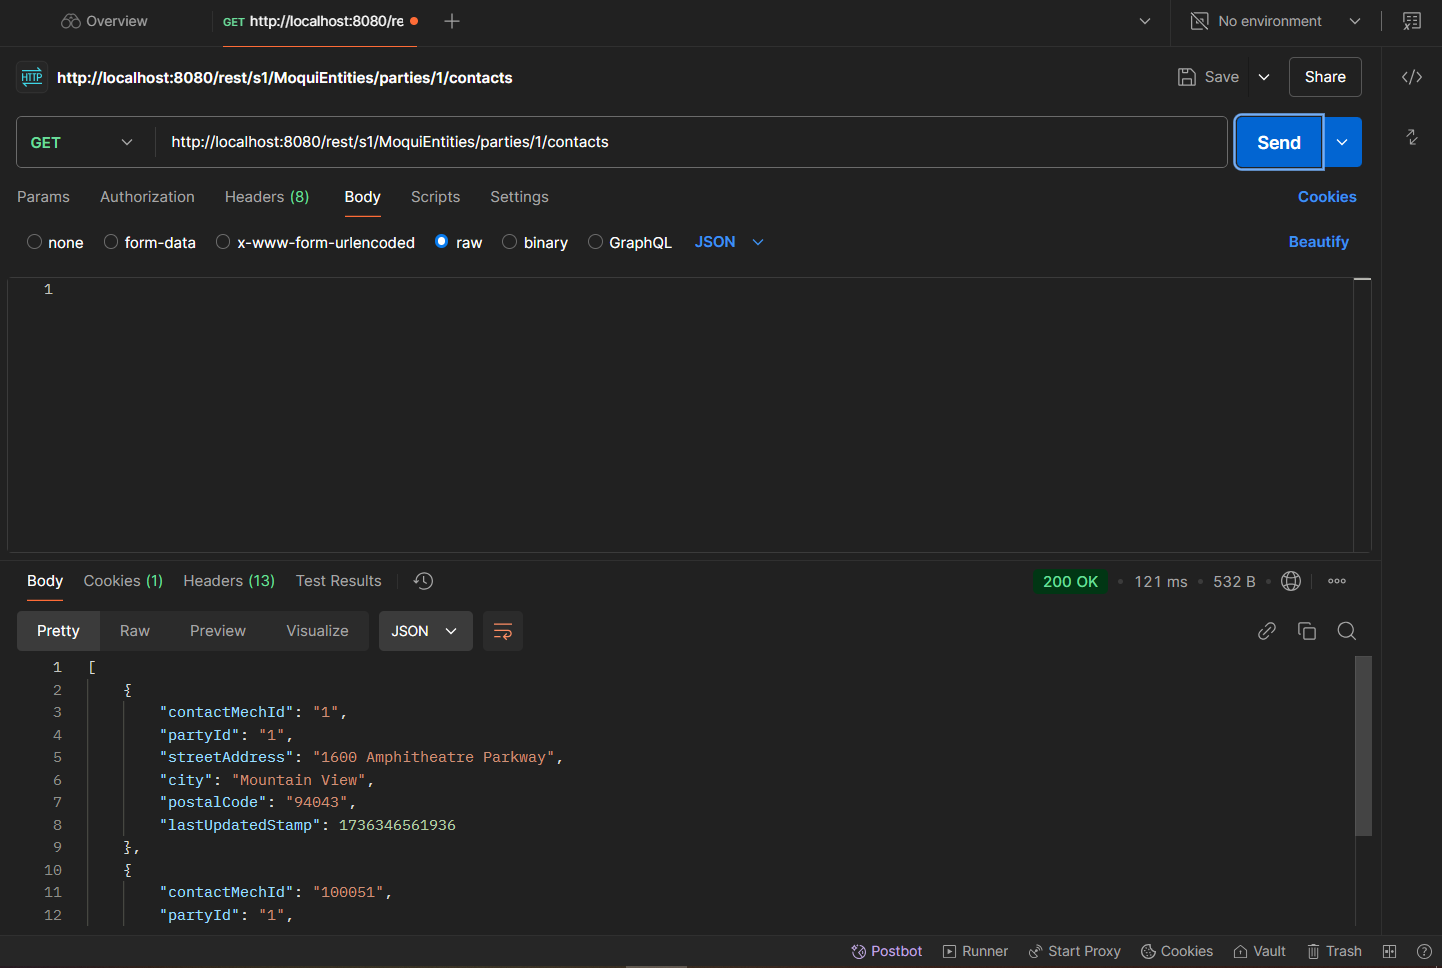 Overview
GET http://localhost:8080/re
No environment
HTTP http://localhost:8080/rest/s1/MoquiEntities/parties/1/contacts
Save
Share
GET http://localhost:8080/rest/s1/MoquiEntities/parties/1/contacts
Send
Params Authorization Headers (8) Body Scripts Settings Cookies
none form-data x-www-form-urlencoded raw binary GraphQL JSON Beautify
1
Body Cookies (1) Headers (13) Test Results 200 OK • 121 ms • 532 B •
Pretty Raw Preview Visualize JSON
1 [
2 {
3 "contactMechId": "1",
4 "partyId": "1",
5 "streetAddress": "1600 Amphitheatre Parkway",
6 "city": "Mountain View",
7 "postalCode": "94043",
8 "lastUpdatedStamp": 1736346561936
9 },
10 {
11 "contactMechId": "100051",
12 "partyId": "1",
Postbot Runner Start Proxy Cookies Vault Trash